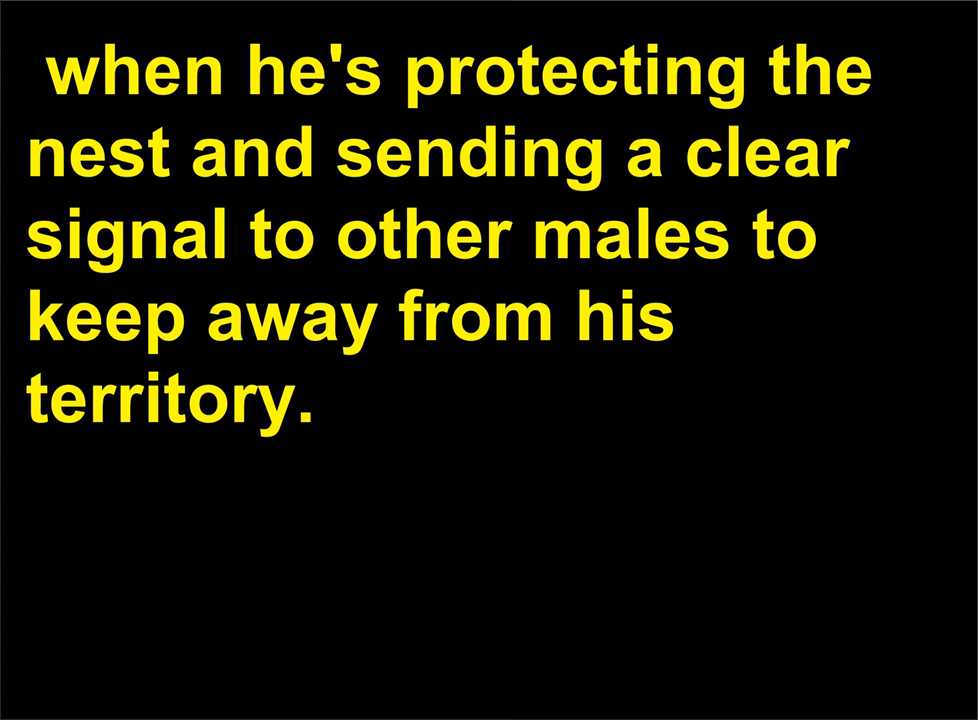 when he's protecting the
nest and sending a clear
signal to other males to
keep away from his
territory.